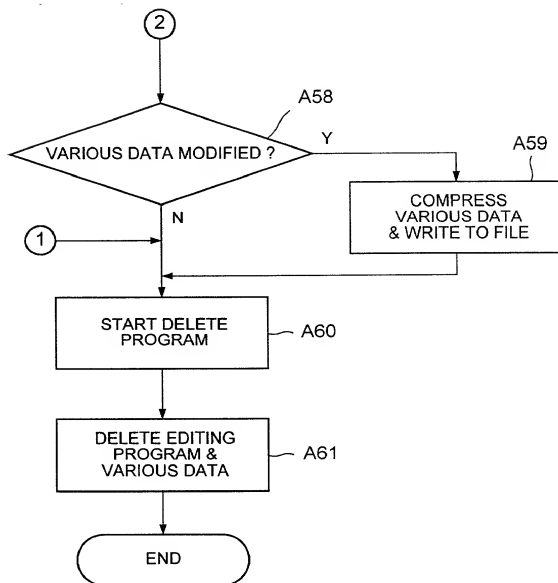 2
A58
VARIOUS DATA MODIFIED ?
Y
A59
COMPRESS
VARIOUS DATA
& WRITE TO FILE
N
1
START DELETE
PROGRAM
A60
DELETE EDITING
PROGRAM &
VARIOUS DATA
A61
END